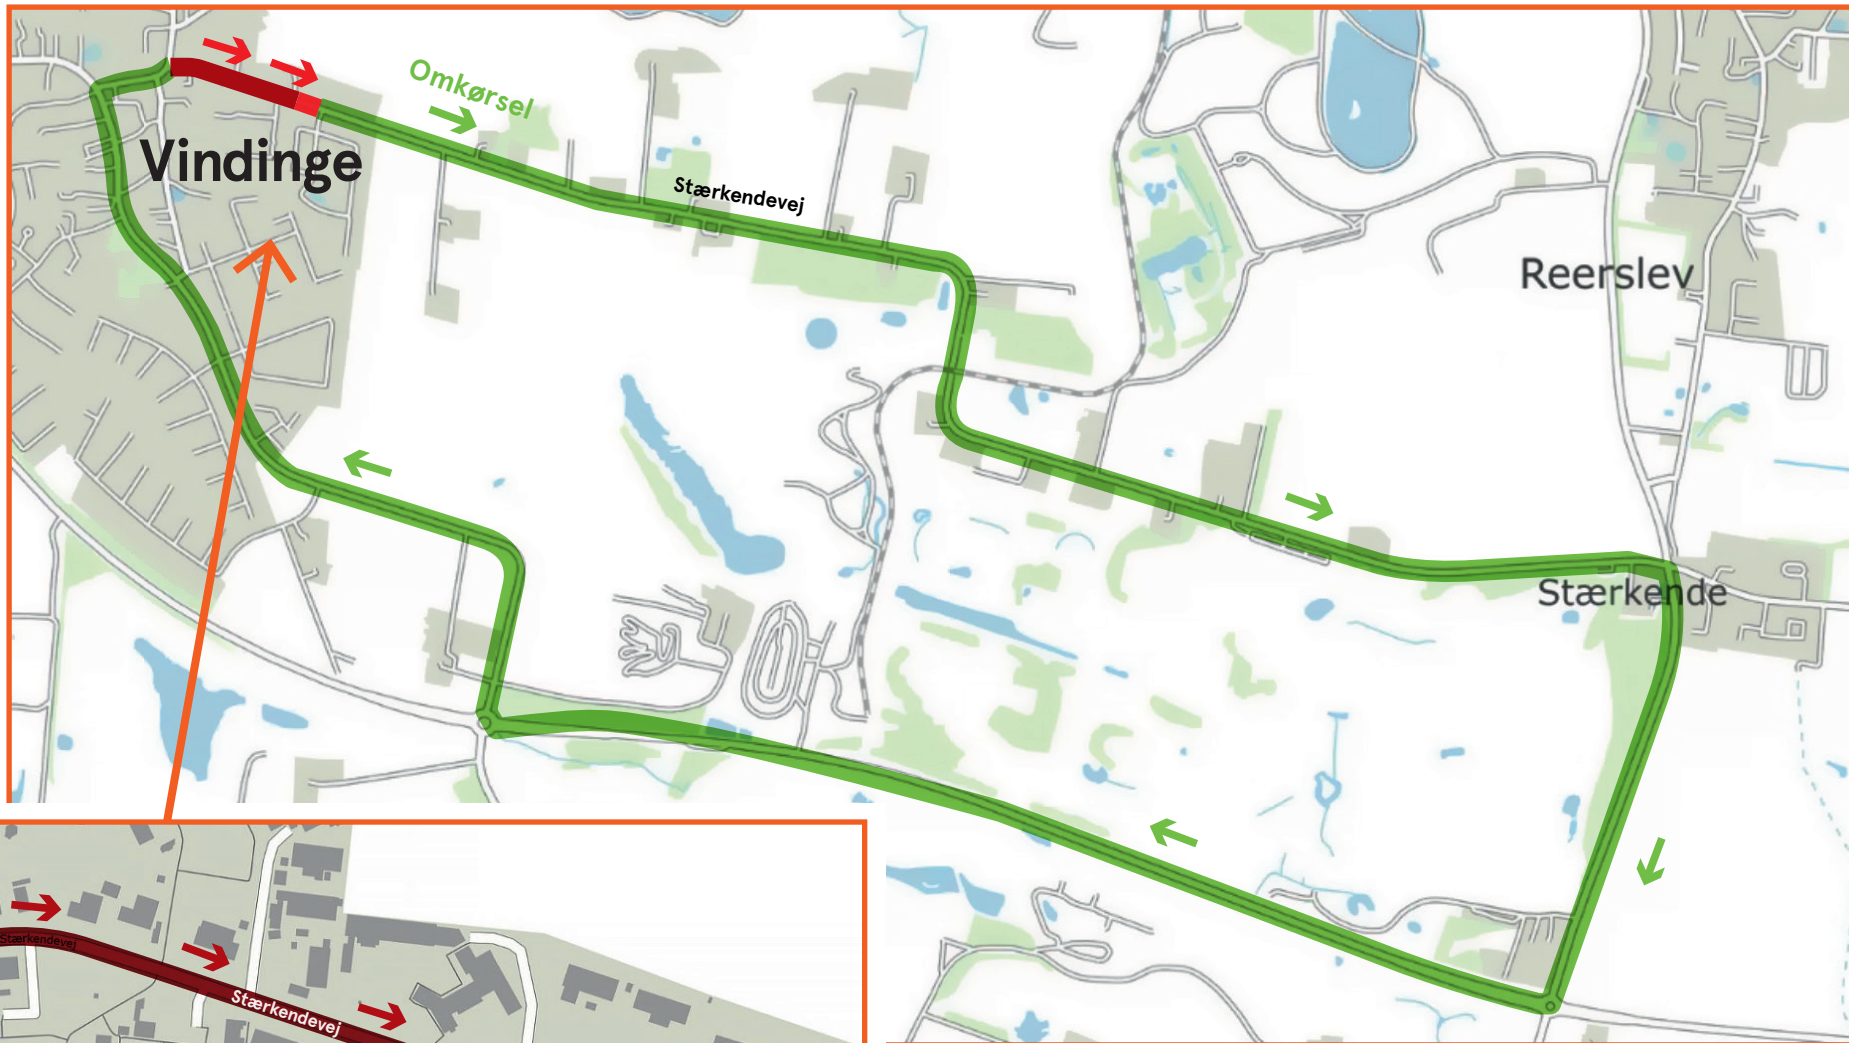 Omkørsel
Vindinge
Stærkendevej
Reerslev
Stærkende
Stærkendevej
Stærkendevej